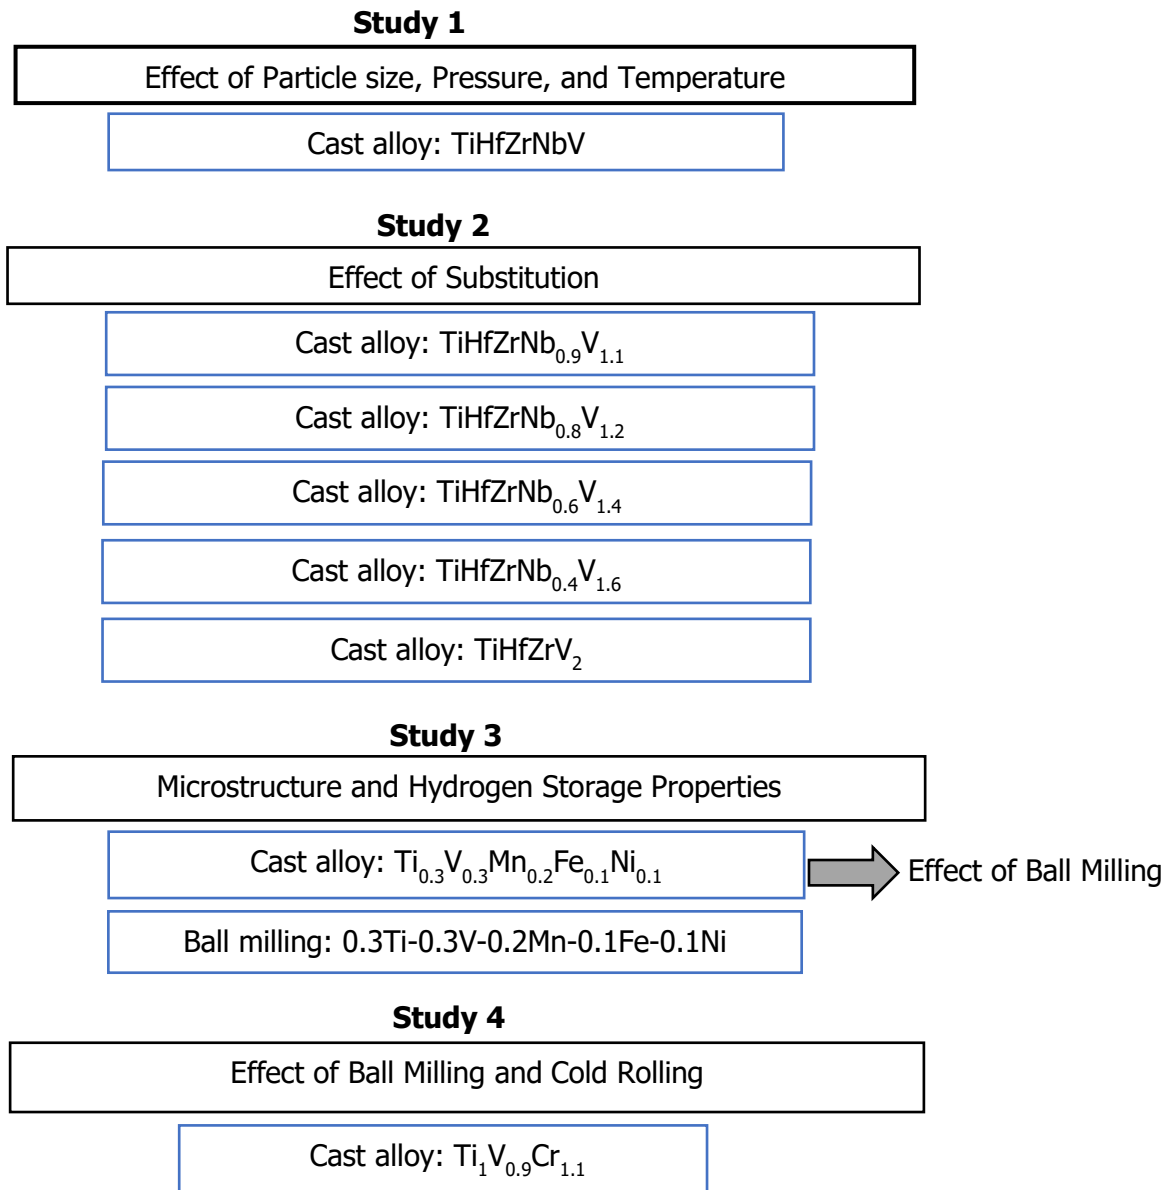 Study 1
Effect of Particle size, Pressure, and Temperature
Cast alloy: TiHfZrNbV
Study 2
Effect of Substitution
Cast alloy: TiHfZrNb₀.₉V₁.₁
Cast alloy: TiHfZrNb₀.₈V₁.₂
Cast alloy: TiHfZrNb₀.₆V₁.₄
Cast alloy: TiHfZrNb₀.₄V₁.₆
Cast alloy: TiHfZrV₂
Study 3
Microstructure and Hydrogen Storage Properties
Cast alloy: Ti₀.₃V₀.₃Mn₀.₂Fe₀.₁Ni₀.₁
Effect of Ball Milling
Ball milling: 0.3Ti-0.3V-0.2Mn-0.1Fe-0.1Ni
Study 4
Effect of Ball Milling and Cold Rolling
Cast alloy: Ti₁V₀.₉Cr₁.₁